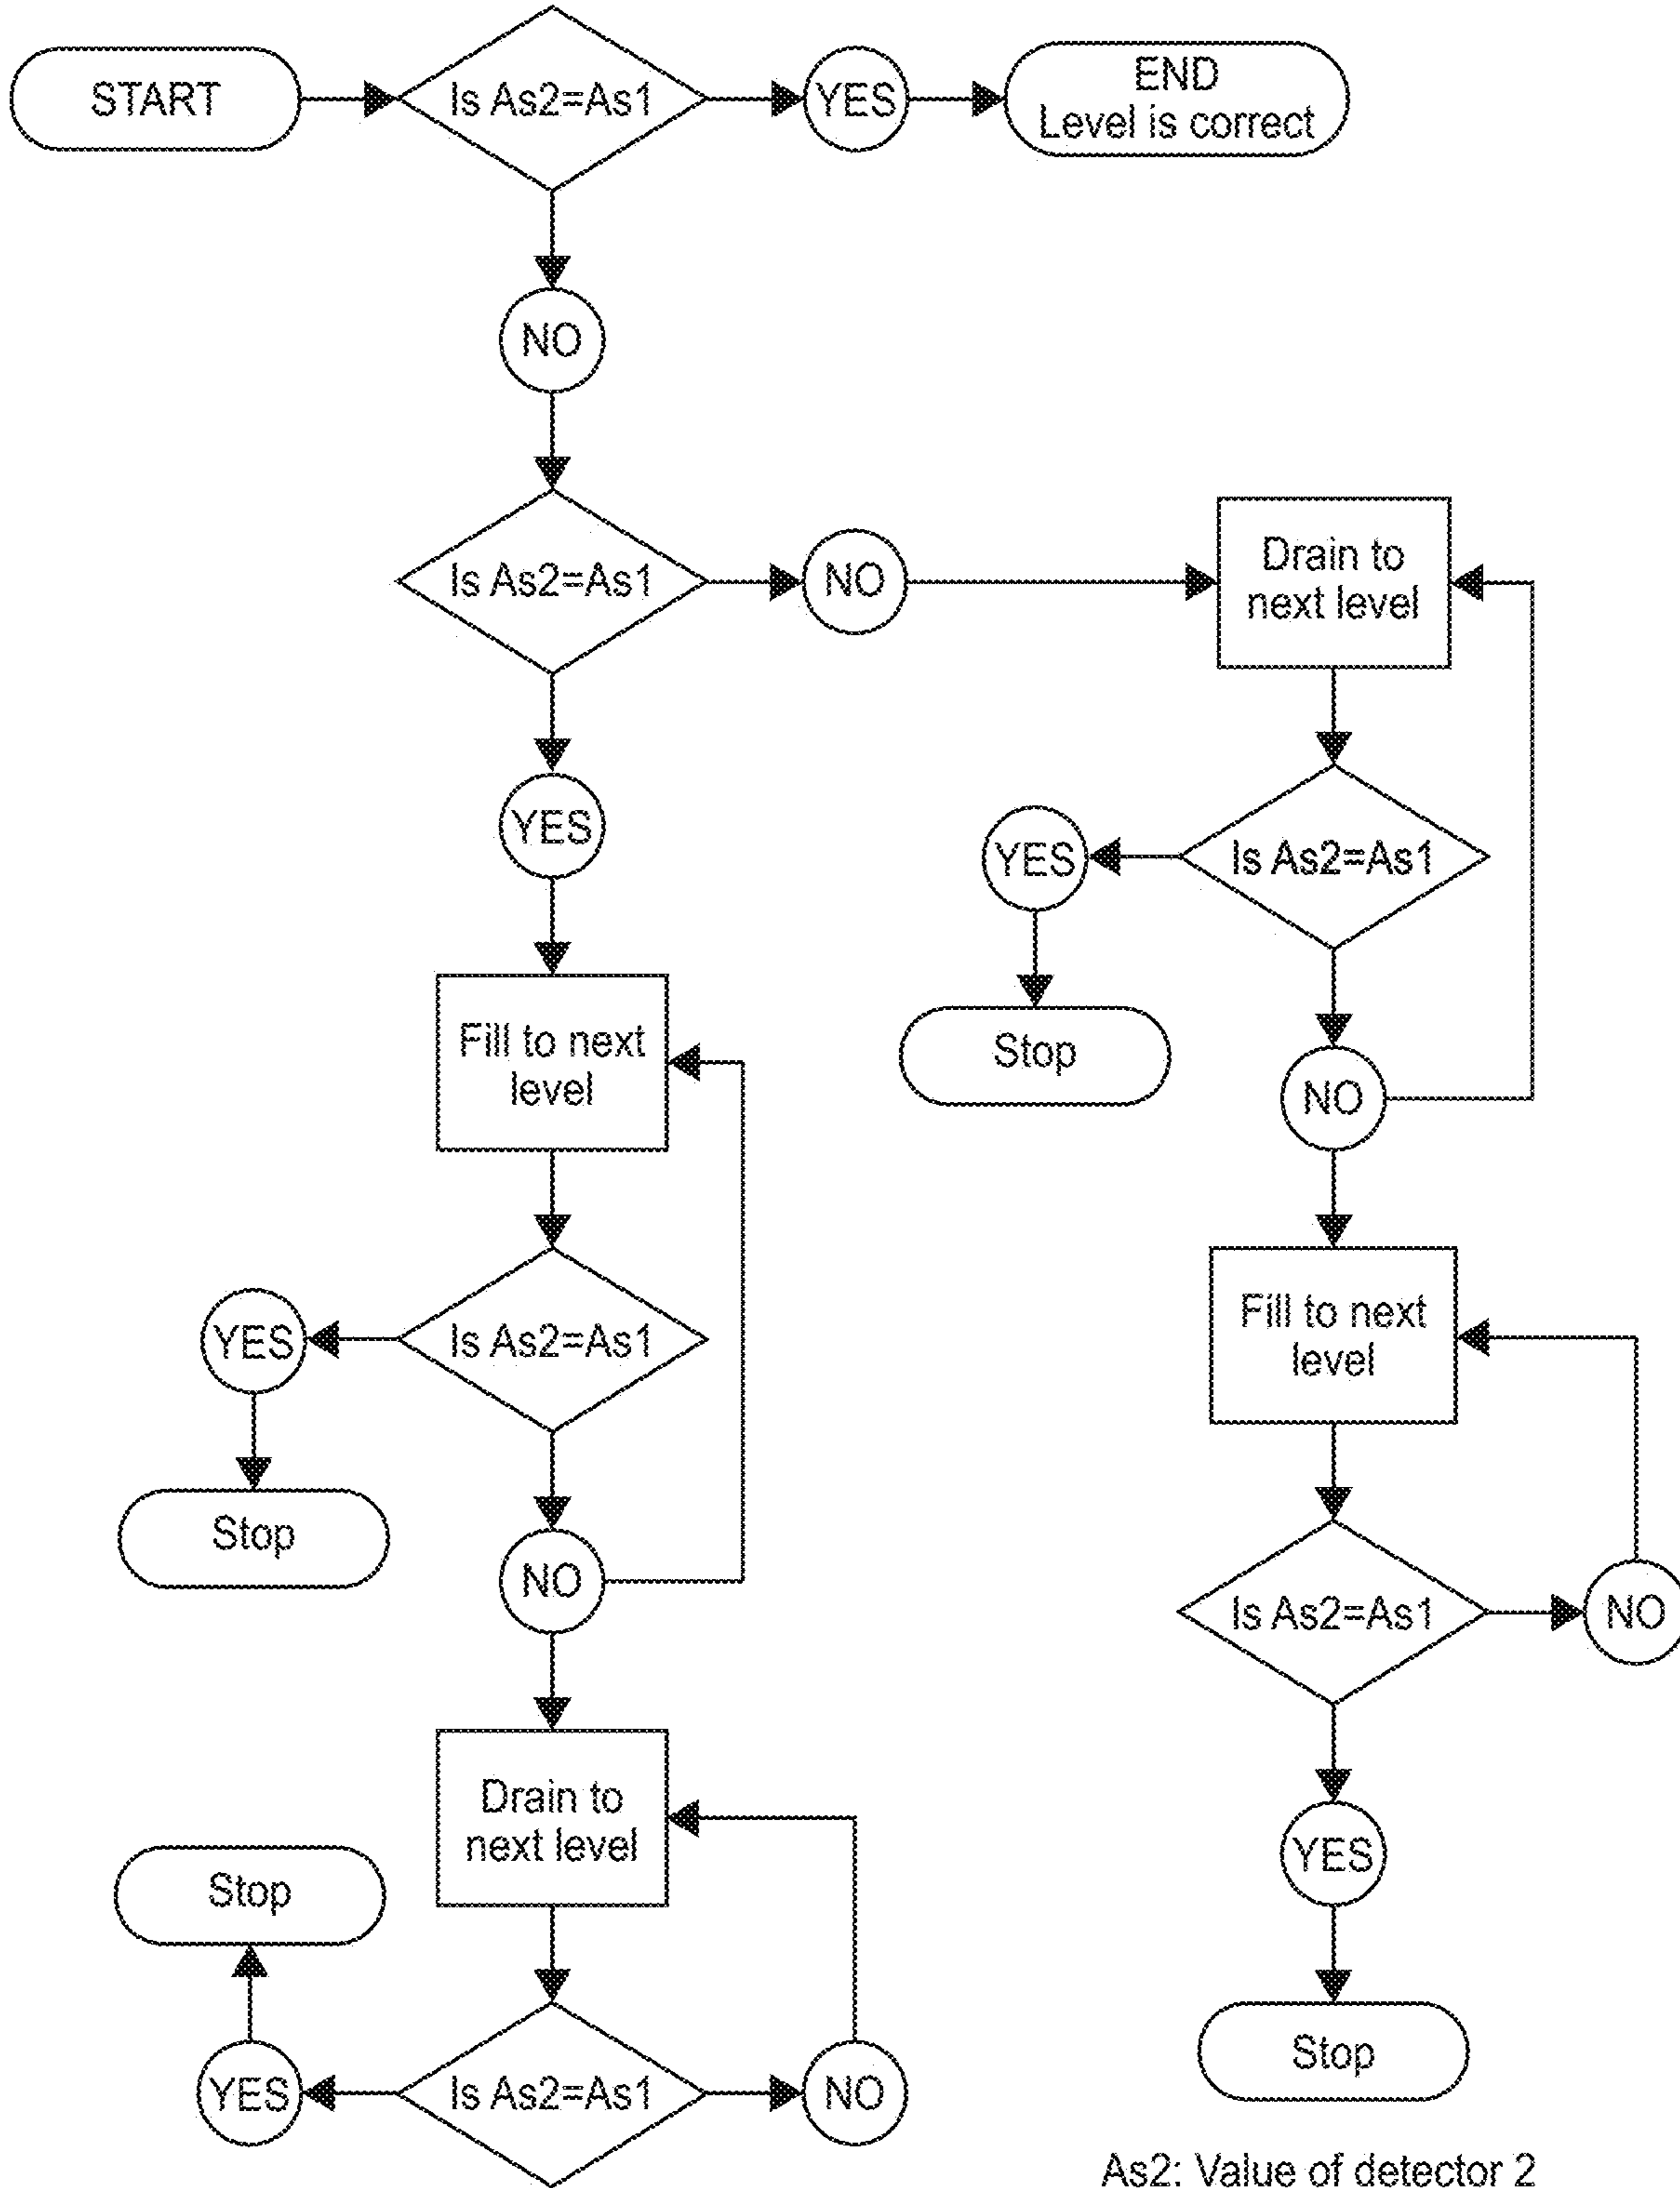 START
Is As2=As1
YES
END
Level is correct
NO
Is As2=As1
NO
Drain to
next level
YES
YES
Is As2=As1
Stop
NO
Fill to next
level
Fill to next
level
YES
Is As2=As1
Stop
NO
Is As2=As1
NO
Drain to
next level
Stop
YES
Stop
YES
Is As2=As1
NO
As2: Value of detector 2